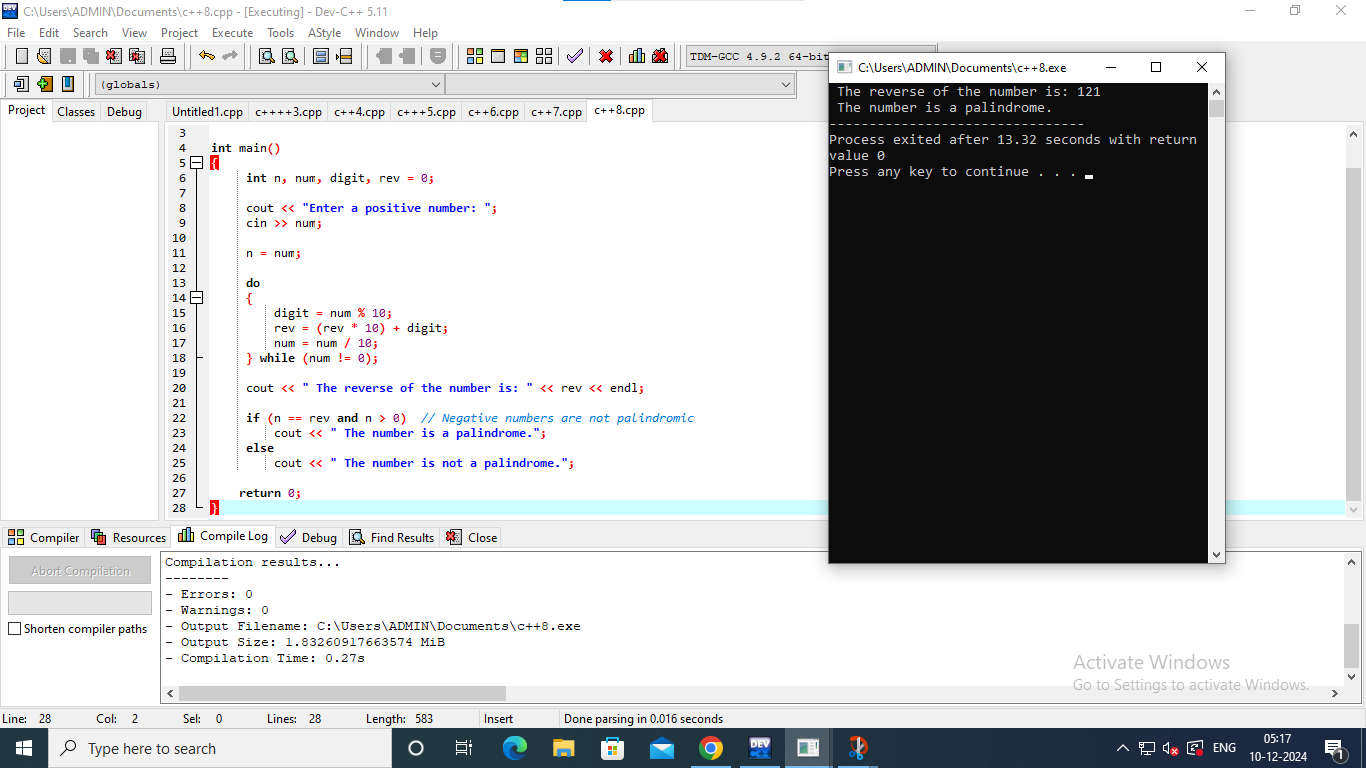 C:\Users\ADMIN\Documents\c++8.cpp - [Executing] - Dev-C++ 5.11
File Edit Search View Project Execute Tools AStyle Window Help
TDM-GCC 4.9.2 64-bit
(globals)
Project Classes Debug
Untitled1.cpp c++++3.cpp c++4.cpp c+++5.cpp c++6.cpp c++7.cpp c++8.cpp
3
4 int main()
5 {
6 int n, num, digit, rev = 0;
7
8 cout << "Enter a positive number: ";
9 cin >> num;
10
11 n = num;
12
13 do
14 {
15 digit = num % 10;
16 rev = (rev * 10) + digit;
17 num = num / 10;
18 } while (num != 0);
19
20 cout << " The reverse of the number is: " << rev << endl;
21
22 if (n == rev and n > 0) // Negative numbers are not palindromic
23 cout << " The number is a palindrome.";
24 else
25 cout << " The number is not a palindrome.";
26
27 return 0;
28 }
C:\Users\ADMIN\Documents\c++8.exe
The reverse of the number is: 121
The number is a palindrome.
--------------------------------
Process exited after 13.32 seconds with return
value 0
Press any key to continue . . .
Compiler Resources Compile Log Debug Find Results Close
Abort Compilation
Shorten compiler paths
Compilation results...
--------
- Errors: 0
- Warnings: 0
- Output Filename: C:\Users\ADMIN\Documents\c++8.exe
- Output Size: 1.83260917663574 MiB
- Compilation Time: 0.27s
Activate Windows
Go to Settings to activate Windows.
Line: 28 Col: 2 Sel: 0 Lines: 28 Length: 583 Insert Done parsing in 0.016 seconds
Type here to search
DEV
ENG
05:17
10-12-2024
1